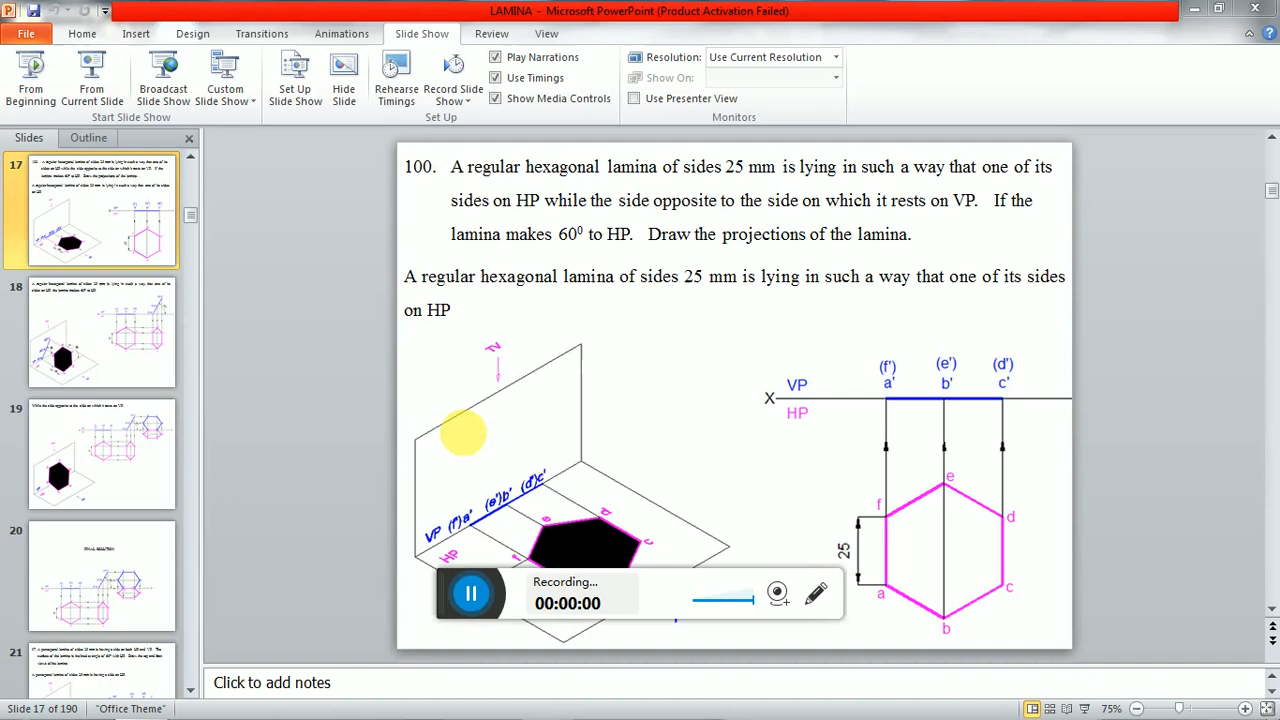 LAMINA - Microsoft PowerPoint (Product Activation Failed)
File Home Insert Design Transitions Animations Slide Show Review View
From Beginning
From Current Slide
Broadcast Slide Show
Custom Slide Show
Set Up Slide Show
Hide Slide
Rehearse Timings
Record Slide Show
Play Narrations
Use Timings
Show Media Controls
Resolution: Use Current Resolution
Show On:
Use Presenter View
Start Slide Show
Set Up
Monitors
Slides Outline
17
18
19
20
FINAL SOLUTION
21
100. A regular hexagonal lamina of sides 25 mm is lying in such a way that one of its
sides on HP while the side opposite to the side on which it rests on VP. If the
lamina makes 60⁰ to HP. Draw the projections of the lamina.
A regular hexagonal lamina of sides 25 mm is lying in such a way that one of its sides
on HP
VP (f')a' (e')b' (d')c'
HP
e
d
c
f
(f') (e') (d')
a' b' c'
X VP
HP
e
f
d
25
a
c
b
Recording...
00:00:00
Click to add notes
Slide 17 of 190 "Office Theme" 75%